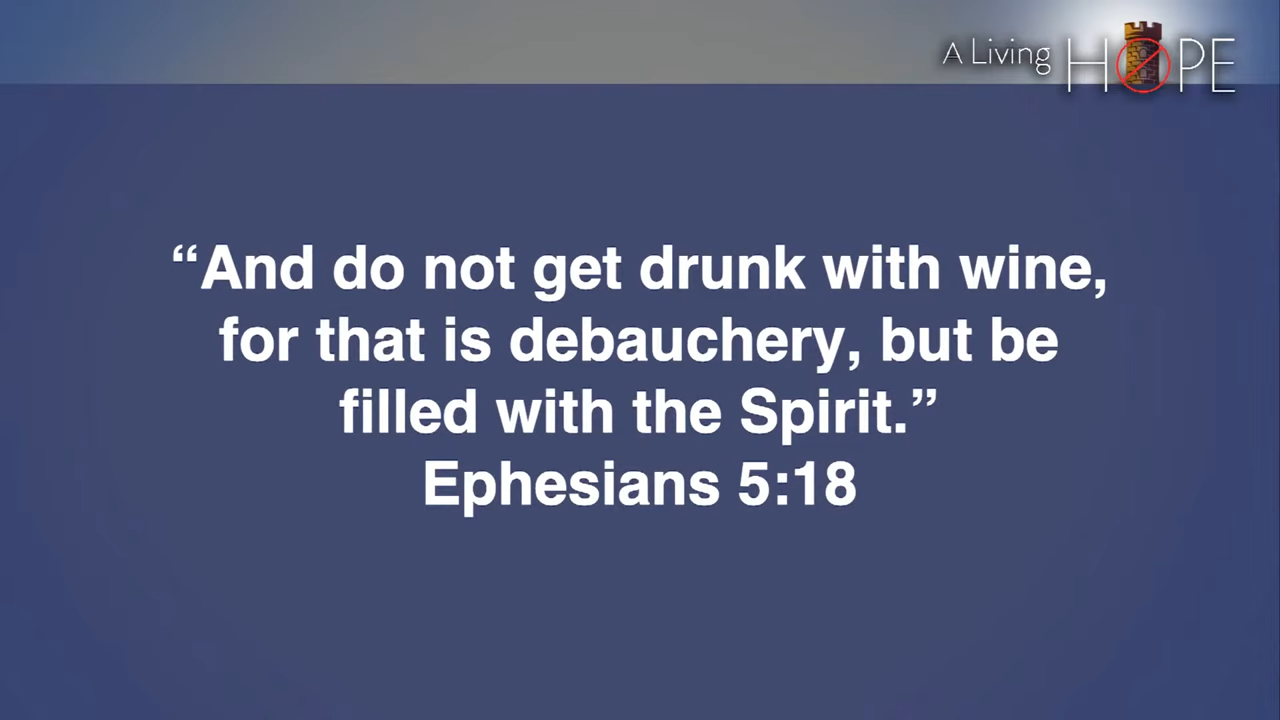 A Living HOPE
“And do not get drunk with wine,
for that is debauchery, but be
filled with the Spirit.”
Ephesians 5:18